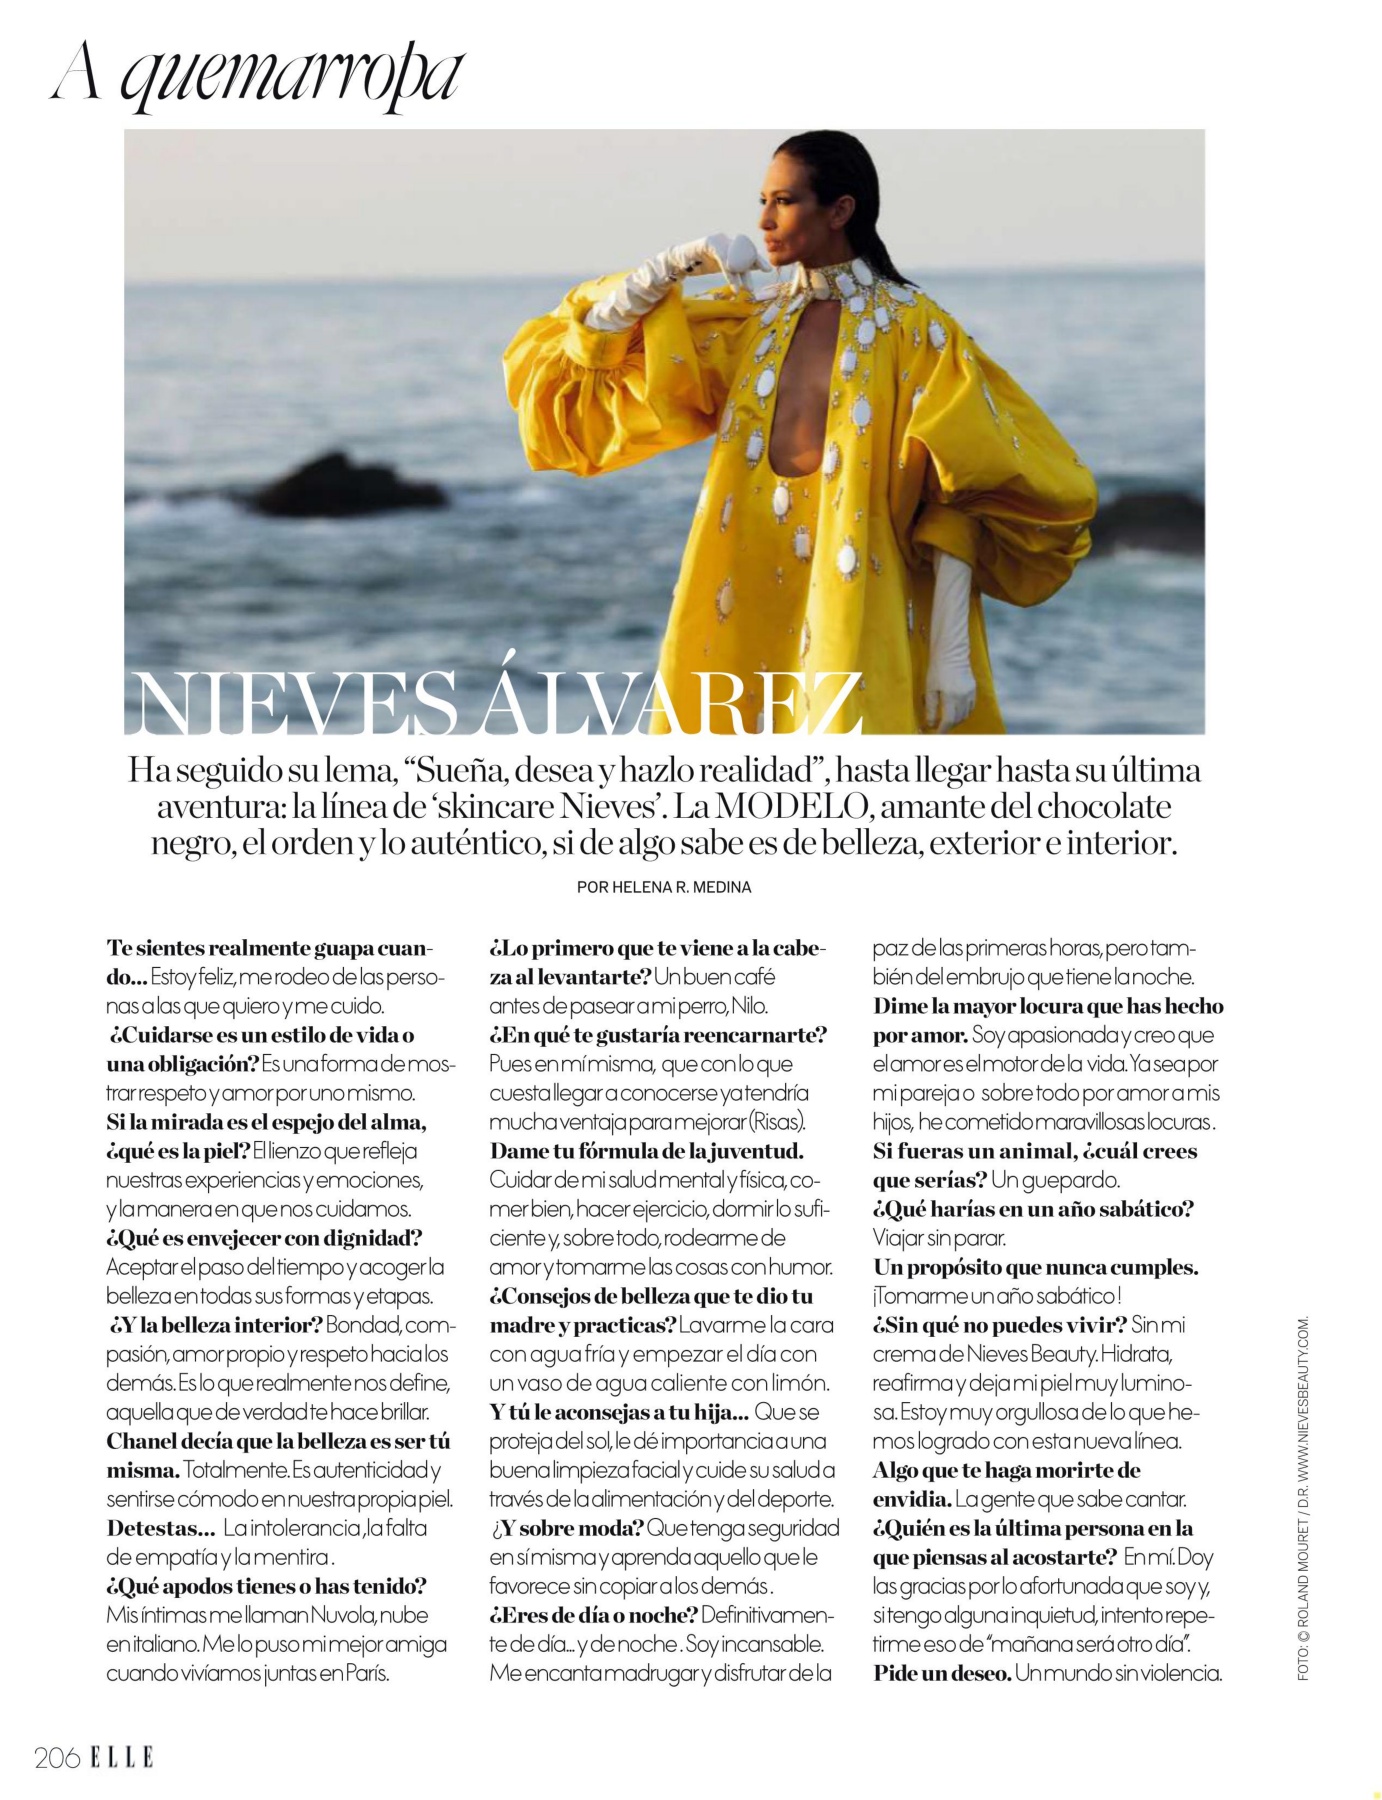 A quemarropa
NIEVES ÁLVAREZ
Ha seguido su lema, “Sueña, desea y hazlo realidad”, hasta llegar hasta su última
aventura: la línea de ‘skincare Nieves’. La MODELO, amante del chocolate
negro, el orden y lo auténtico, si de algo sabe es de belleza, exterior e interior.
POR HELENA R. MEDINA
Te sientes realmente guapa cuan-
do... Estoy feliz, me rodeo de las perso-
nas a las que quiero y me cuido.
¿Cuidarse es un estilo de vida o
una obligación? Es una forma de mos-
trar respeto y amor por uno mismo.
Si la mirada es el espejo del alma,
¿qué es la piel? El lienzo que refleja
nuestras experiencias y emociones,
y la manera en que nos cuidamos.
¿Qué es envejecer con dignidad?
Aceptar el paso del tiempo y acoger la
belleza en todas sus formas y etapas.
¿Y la belleza interior? Bondad, com-
pasión, amor propio y respeto hacia los
demás. Es lo que realmente nos define,
aquella que de verdad te hace brillar.
Chanel decía que la belleza es ser tú
misma. Totalmente. Es autenticidad y
sentirse cómodo en nuestra propia piel.
Detestas... La intolerancia ,la falta
de empatía y la mentira .
¿Qué apodos tienes o has tenido?
Mis íntimas me llaman Nuvola, nube
en italiano. Me lo puso mi mejor amiga
cuando vivíamos juntas en París.
¿Lo primero que te viene a la cabe-
za al levantarte? Un buen café
antes de pasear a mi perro, Nilo.
¿En qué te gustaría reencarnarte?
Pues en mí misma, que con lo que
cuesta llegar a conocerse ya tendría
mucha ventaja para mejorar (Risas).
Dame tu fórmula de la juventud.
Cuidar de mi salud mental y física, co-
mer bien, hacer ejercicio, dormir lo sufi-
ciente y, sobre todo, rodearme de
amor y tomarme las cosas con humor.
¿Consejos de belleza que te dio tu
madre y practicas? Lavarme la cara
con agua fría y empezar el día con
un vaso de agua caliente con limón.
Y tú le aconsejas a tu hija... Que se
proteja del sol, le dé importancia a una
buena limpieza facial y cuide su salud a
través de la alimentación y del deporte.
¿Y sobre moda? Que tenga seguridad
en sí misma y aprenda aquello que le
favorece sin copiar a los demás .
¿Eres de día o noche? Definitivamen-
te de día... y de noche . Soy incansable.
Me encanta madrugar y disfrutar de la
paz de las primeras horas, pero tam-
bién del embrujo que tiene la noche.
Dime la mayor locura que has hecho
por amor. Soy apasionada y creo que
el amor es el motor de la vida. Ya sea por
mi pareja o sobre todo por amor a mis
hijos, he cometido maravillosas locuras .
Si fueras un animal, ¿cuál crees
que serías? Un guepardo.
¿Qué harías en un año sabático?
Viajar sin parar.
Un propósito que nunca cumples.
¡Tomarme un año sabático !
¿Sin qué no puedes vivir? Sin mi
crema de Nieves Beauty. Hidrata,
reafirma y deja mi piel muy lumino-
sa. Estoy muy orgullosa de lo que he-
mos logrado con esta nueva línea.
Algo que te haga morirte de
envidia. La gente que sabe cantar.
¿Quién es la última persona en la
que piensas al acostarte? En mí. Doy
las gracias por lo afortunada que soy y,
si tengo alguna inquietud, intento repe-
tirme eso de “mañana será otro día”.
Pide un deseo. Un mundo sin violencia.
FOTO: © ROLAND MOURET / D.R. WWW.NIEVESBEAUTY.COM.
206 ELLE